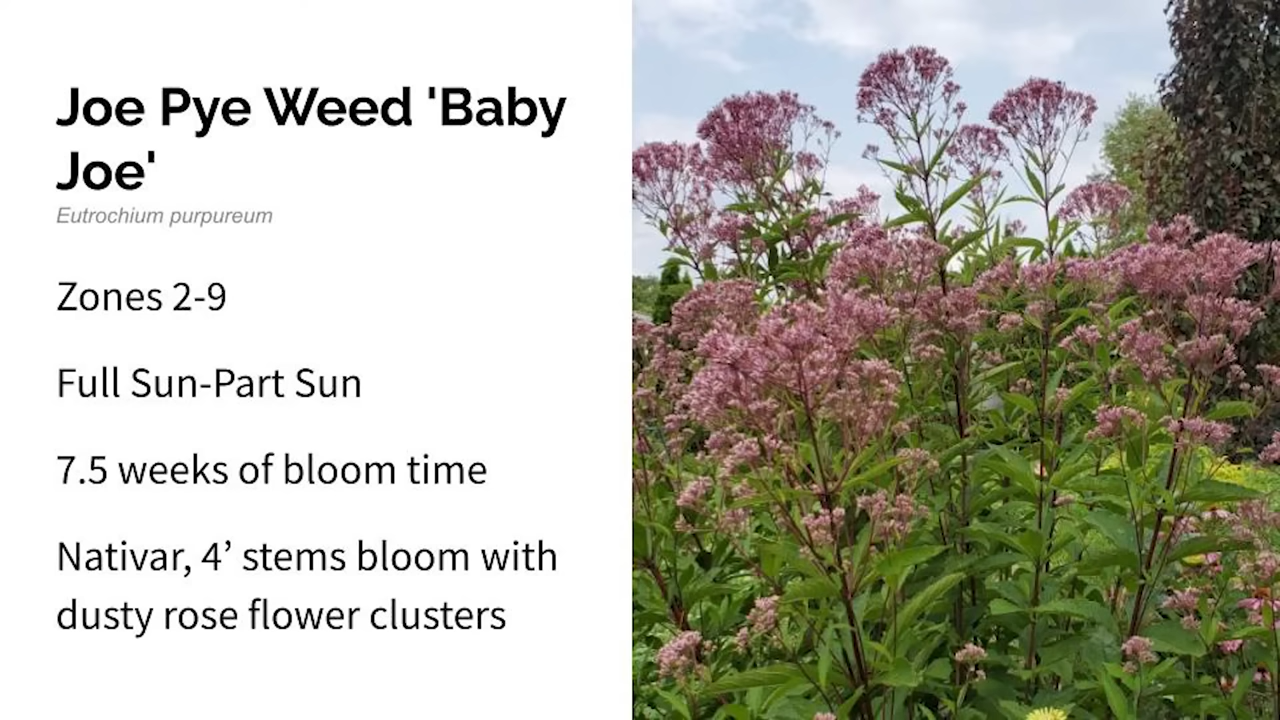 Joe Pye Weed 'Baby
Joe'
Eutrochium purpureum
Zones 2-9
Full Sun-Part Sun
7.5 weeks of bloom time
Nativar, 4’ stems bloom with
dusty rose flower clusters